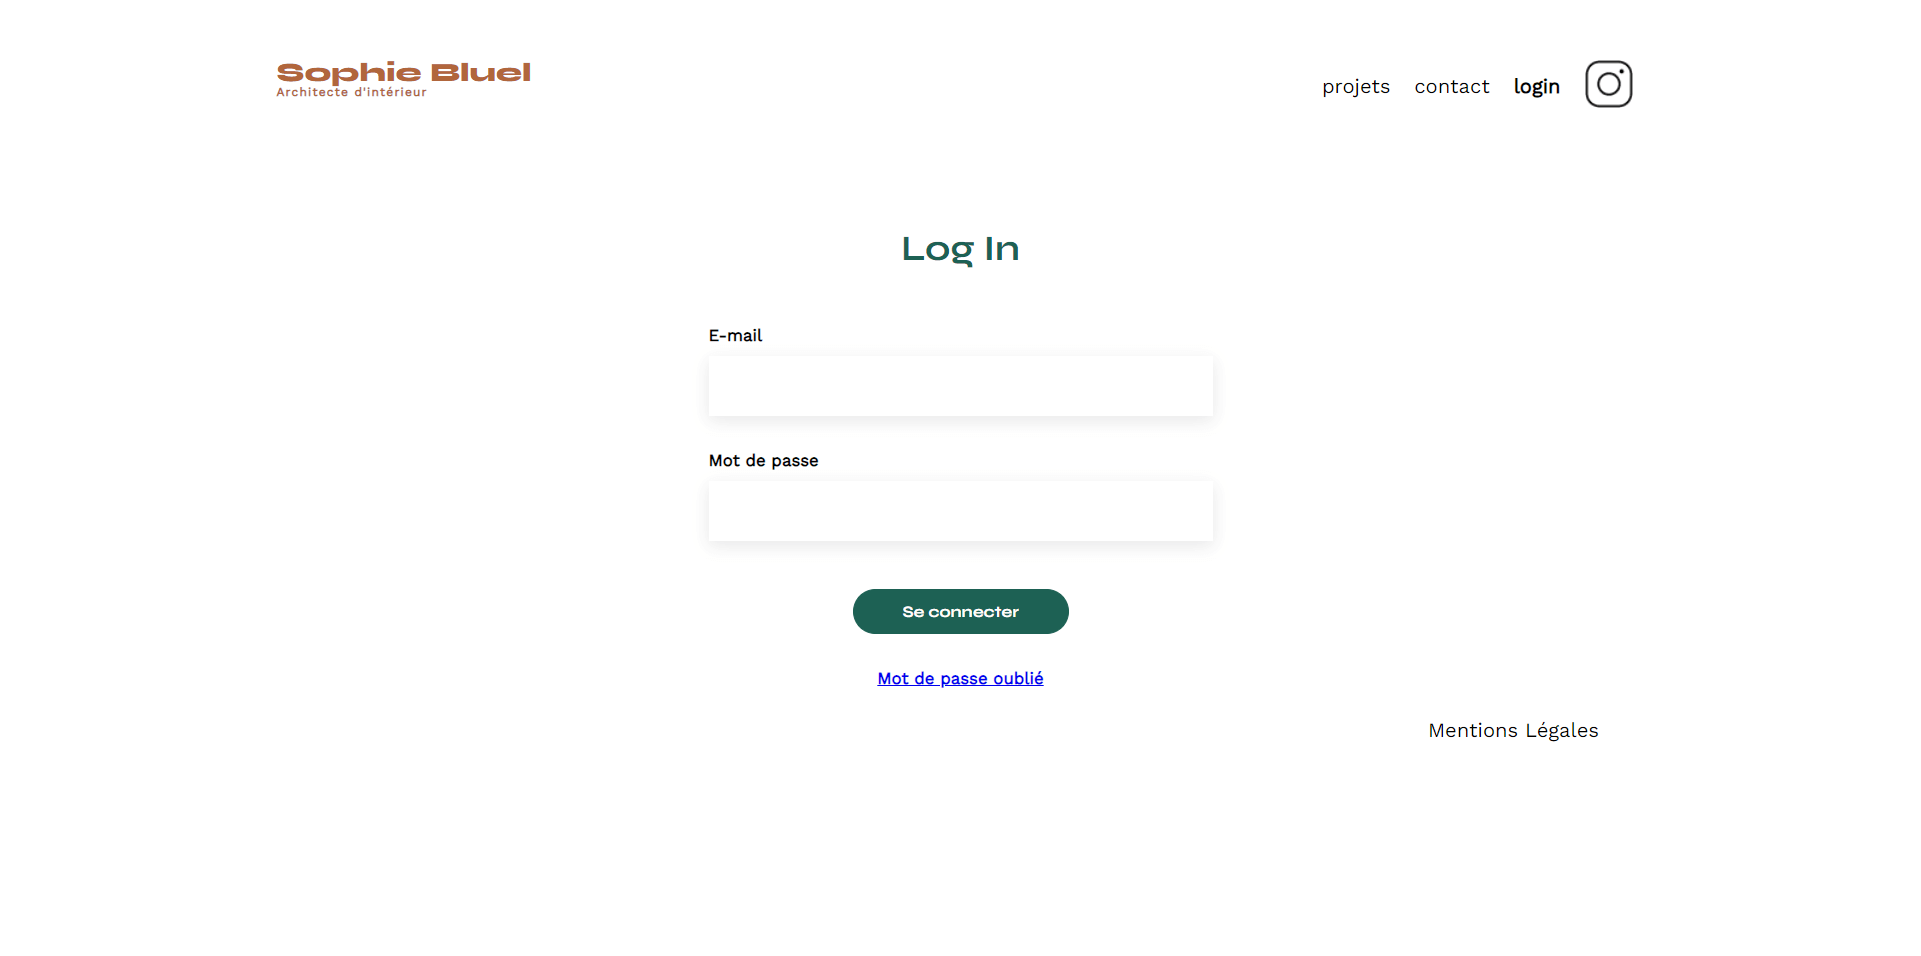 Sophie Bluel
Architecte d'intérieur
projets contact login
Log In
E-mail
Mot de passe
Se connecter
Mot de passe oublié
Mentions Légales